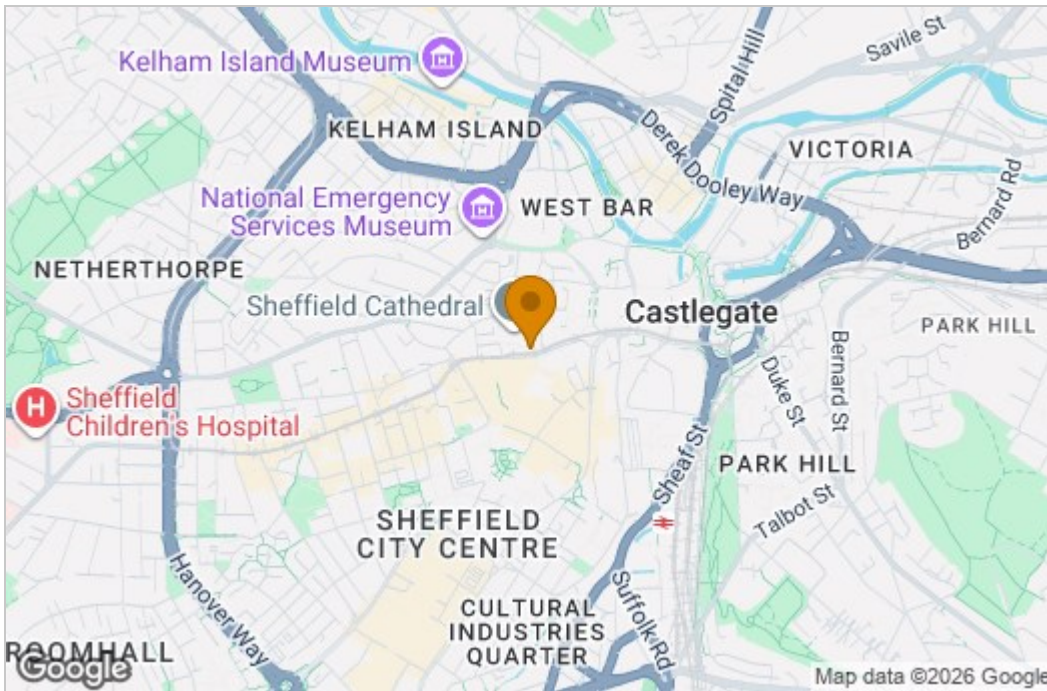 Savile St
Spital Hill
Kelham Island Museum
KELHAM ISLAND
Derek Dooley Way
VICTORIA
National Emergency
Services Museum
WEST BAR
Bernard Rd
NETHERTHORPE
Sheffield Cathedral
Castlegate
PARK HILL
Bernard St
Duke St
Sheffield
Children's Hospital
Sheaf St
PARK HILL
Talbot St
SHEFFIELD
CITY CENTRE
Hanover Way
CULTURAL
INDUSTRIES
QUARTER
Suffolk Rd
ROOMHALL
Google
Map data ©2026 Google